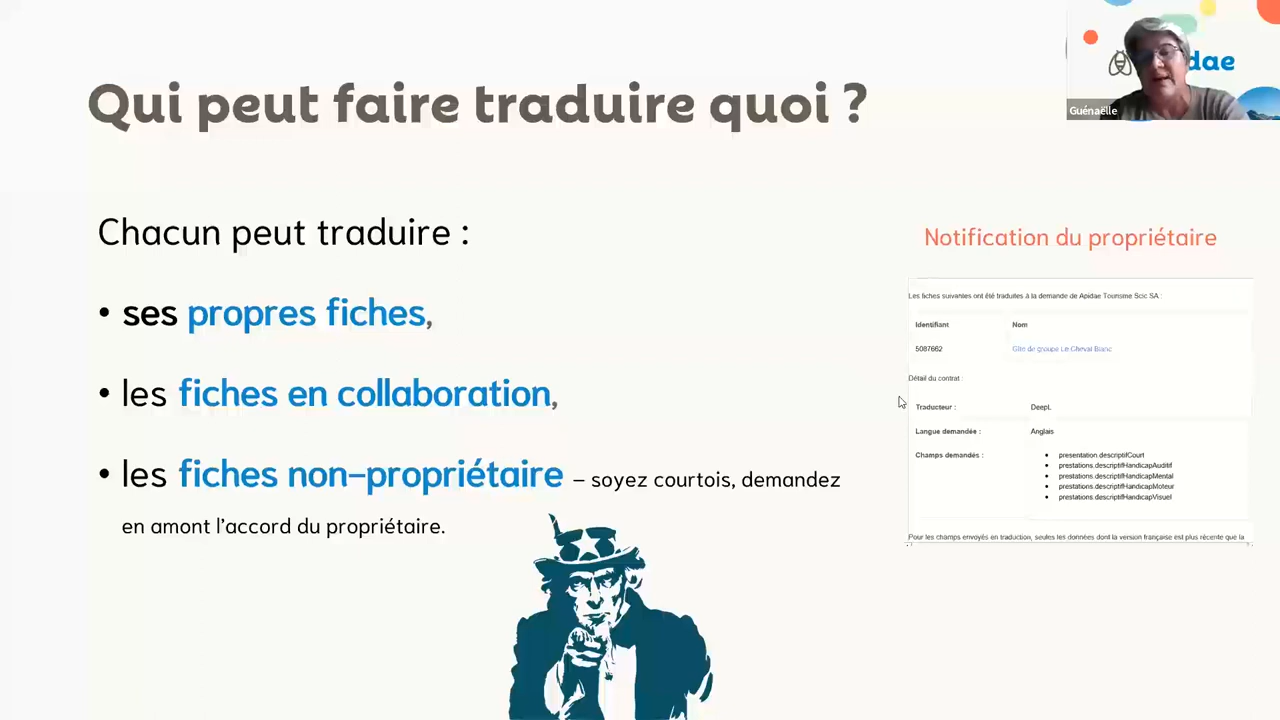 Qui peut faire traduire quoi ?
dae
Guénaëlle
Chacun peut traduire :
• ses propres fiches,
• les fiches en collaboration,
• les fiches non-propriétaire – soyez courtois, demandez
en amont l'accord du propriétaire.
Notification du propriétaire
Les fiches suivantes ont été traduites à la demande de Apidae Tourisme Scic SA :
Identifiant Nom
5087662 Gîte de groupe Le Cheval Blanc
Détail du contrat :
Traducteur : DeepL
Langue demandée : Anglais
Champs demandés : • presentation.descriptifCourt
• prestations.descriptifHandicapAuditif
• prestations.descriptifHandicapMental
• prestations.descriptifHandicapMoteur
• prestations.descriptifHandicapVisuel
Pour les champs envoyés en traduction, seules les données dont la version française est plus récente que la